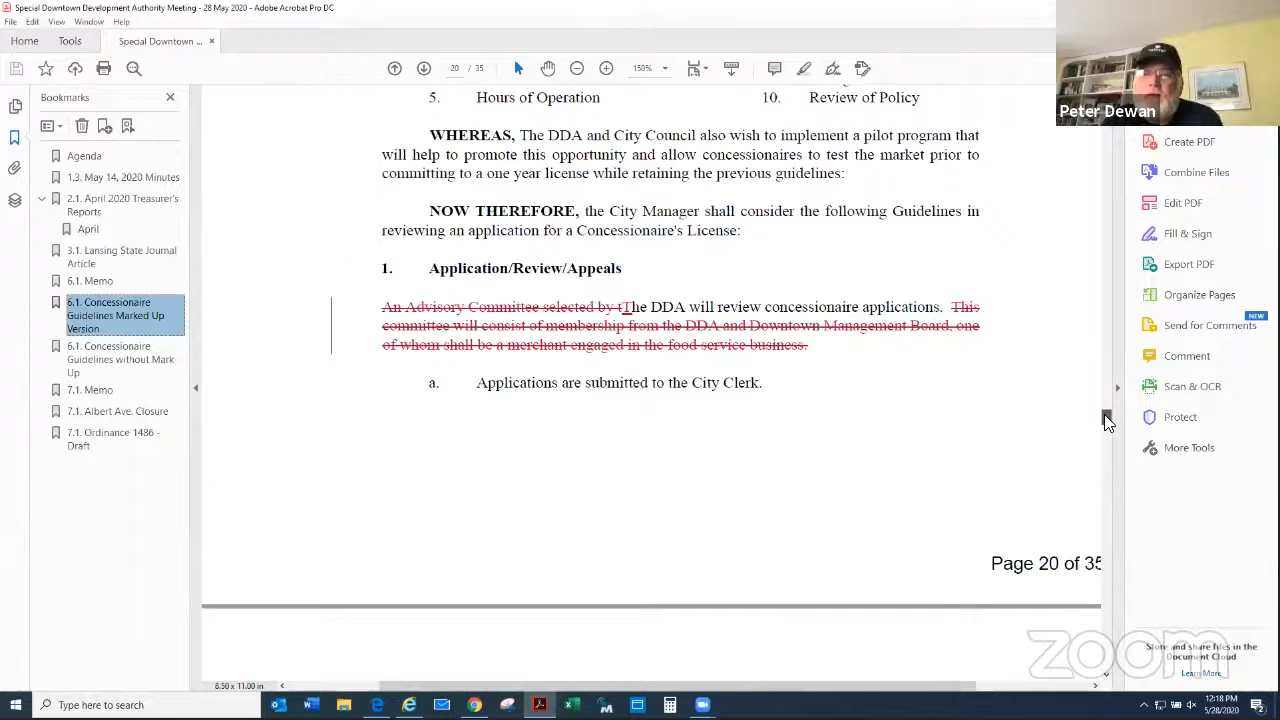 Special Downtown Development Authority Meeting - 28 May 2020 - Adobe Acrobat Pro DC
File Edit View Window Help
Home Tools Special Downtown ... ×
20 / 35 150%
Bookmarks
Agenda
1.3. May 14, 2020 Minutes
2.1. April 2020 Treasurer's
Reports
April
3.1. Lansing State Journal
Article
6.1. Memo
6.1. Concessionaire
Guidelines Marked Up
Version
6.1. Concessionaire
Guidelines without Mark
Up
7.1. Memo
7.1. Albert Ave. Closure
7.1. Ordinance 1486 -
Draft
5. Hours of Operation 10. Review of Policy
WHEREAS, The DDA and City Council also wish to implement a pilot program that
will help to promote this opportunity and allow concessionaires to test the market prior to
committing to a one year license while retaining the previous guidelines:
NOW THEREFORE, the City Manager shall consider the following Guidelines in
reviewing an application for a Concessionaire's License:
1. Application/Review/Appeals
An Advisory Committee selected by tThe DDA will review concessionaire applications. This
committee will consist of membership from the DDA and Downtown Management Board, one
of whom shall be a merchant engaged in the food service business.
a. Applications are submitted to the City Clerk.
Page 20 of 35
8.50 x 11.00 in
Peter Dewan
Create PDF
Combine Files
Edit PDF
Fill & Sign
Export PDF
Organize Pages
NEW
Send for Comments
Comment
Scan & OCR
Protect
More Tools
Store and share files in the
Document Cloud
Learn More
zoom
Type here to search
12:18 PM
5/28/2020
2